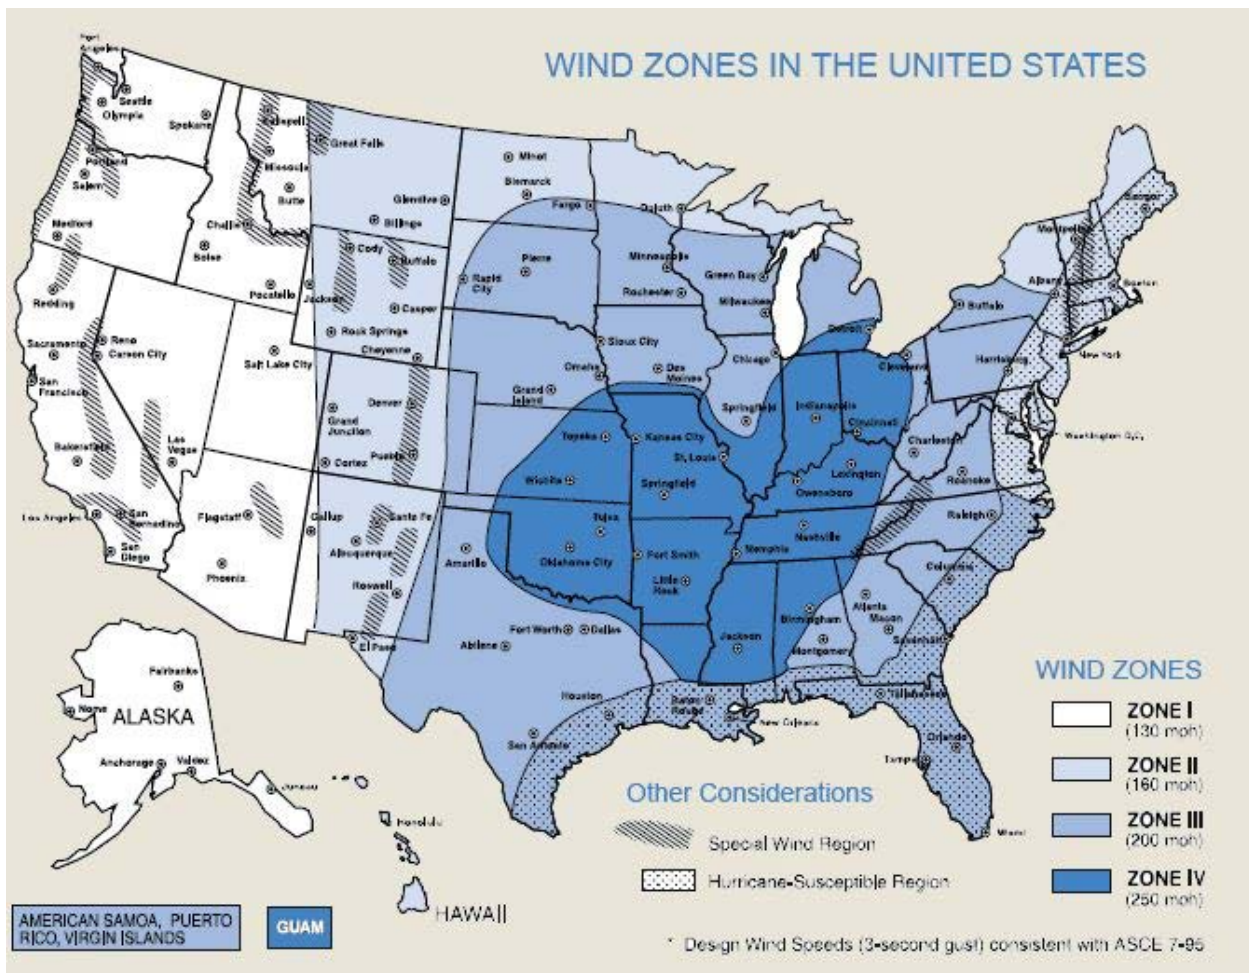 WIND ZONES IN THE UNITED STATES
Seattle
Olympia
Spokane
Kalispell
Great Falls
Minot
Bismarck
Portland
Salem
Missoula
Butte
Glendive
Billings
Fargo
Duluth
Bangor
Medford
Challis
Boise
Cody
Buffalo
Pierre
Minneapolis
Green Bay
Montpelier
Redding
Pocatello
Jackson
Casper
Rapid
City
Rochester
Milwaukee
Buffalo
Albany
Boston
Sacramento
Reno
Carson City
Rock Springs
Cheyenne
Salt Lake City
Sioux City
Chicago
Detroit
Cleveland
Harrisburg
New York
San
Francisco
Omaha
Des
Moines
Grand
Island
Denver
Grand
Junction
Springfield
Indianapolis
Cincinnati
Charleston
Washington D.C.
Bakersfield
Las
Vegas
Cortez
Pueblo
Topeka
Kansas City
St. Louis
Lexington
Owensboro
Roanoke
Wichita
Springfield
Los Angeles
San
Bernardino
Flagstaff
Gallup
Santa Fe
Tulsa
Nashville
Raleigh
San
Diego
Albuquerque
Amarillo
Oklahoma City
Fort Smith
Memphis
Phoenix
Roswell
Little
Rock
Columbia
Atlanta
Macon
Birmingham
El Paso
Abilene
Fort Worth
Dallas
Jackson
Montgomery
Savannah
Fairbanks
Nome
ALASKA
Houston
Baton
Rouge
New Orleans
Tallahassee
San Antonio
Orlando
Tampa
Miami
Anchorage
Valdez
Juneau
Honolulu
HAWAII
WIND ZONES
ZONE I
(130 mph)
ZONE II
(160 mph)
ZONE III
(200 mph)
ZONE IV
(250 mph)
Other Considerations
Special Wind Region
Hurricane-Susceptible Region
AMERICAN SAMOA, PUERTO
RICO, VIRGIN ISLANDS
GUAM
* Design Wind Speeds (3-second gust) consistent with ASCE 7-95